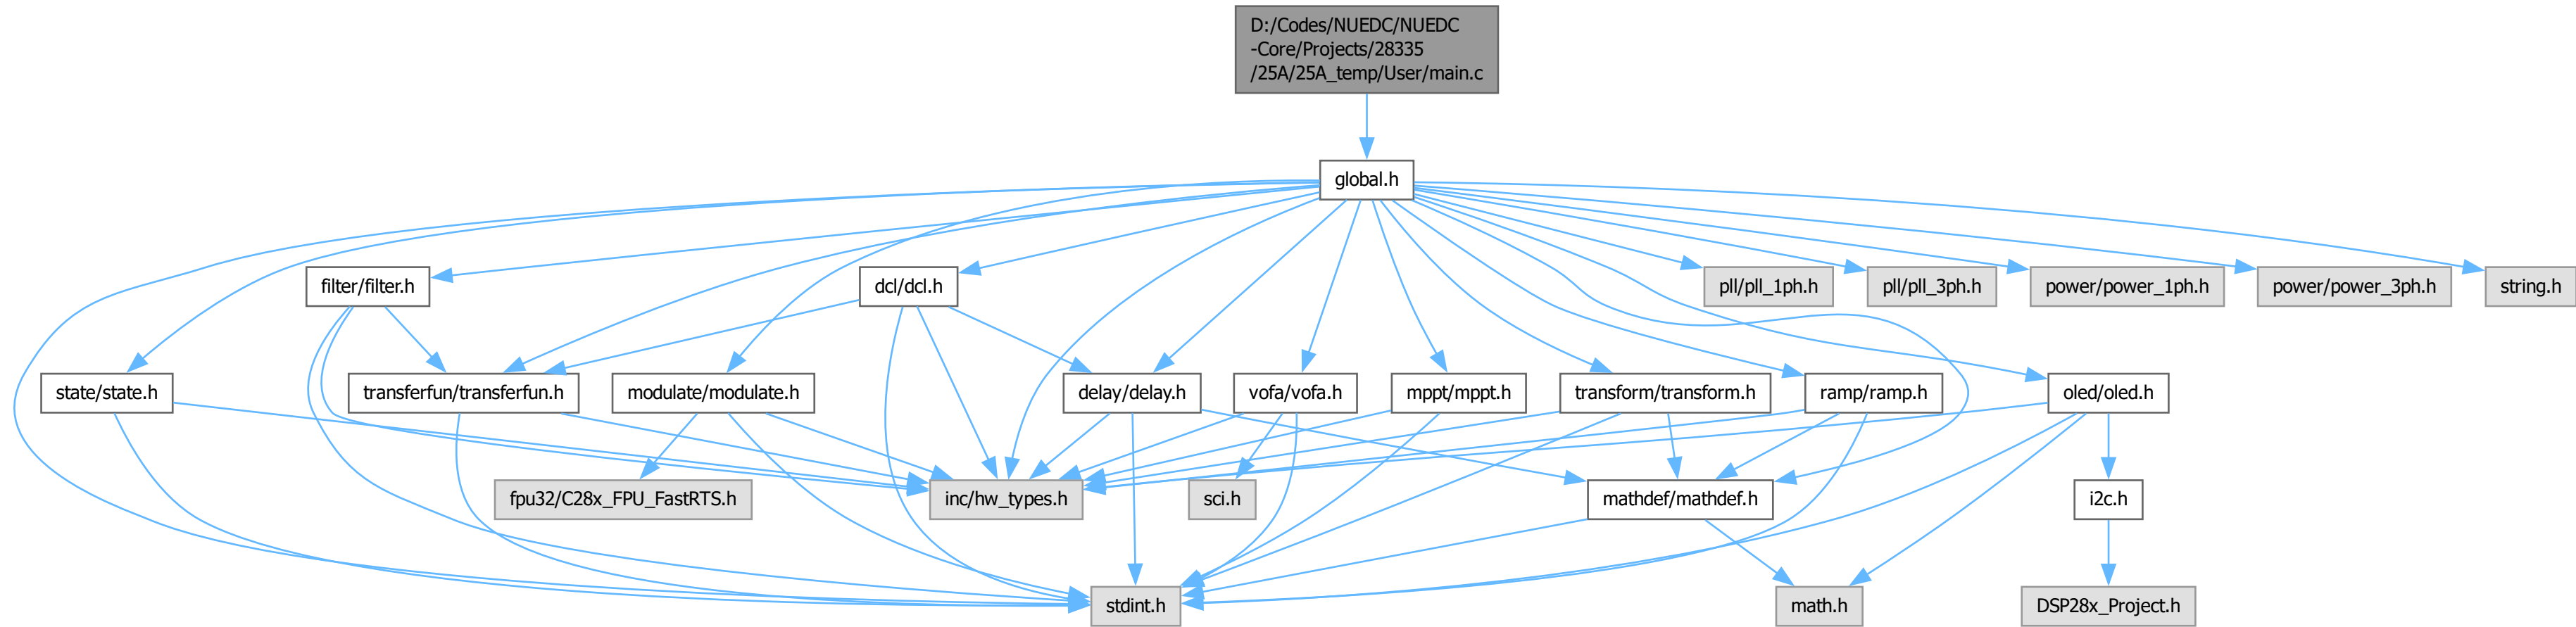 D:/Codes/NUEDC/NUEDC
-Core/Projects/28335
/25A/25A_temp/User/main.c
global.h
filter/filter.h
dcl/dcl.h
pll/pll_1ph.h
pll/pll_3ph.h
power/power_1ph.h
power/power_3ph.h
string.h
state/state.h
transferfun/transferfun.h
modulate/modulate.h
delay/delay.h
vofa/vofa.h
mppt/mppt.h
transform/transform.h
ramp/ramp.h
oled/oled.h
fpu32/C28x_FPU_FastRTS.h
inc/hw_types.h
sci.h
mathdef/mathdef.h
i2c.h
stdint.h
math.h
DSP28x_Project.h